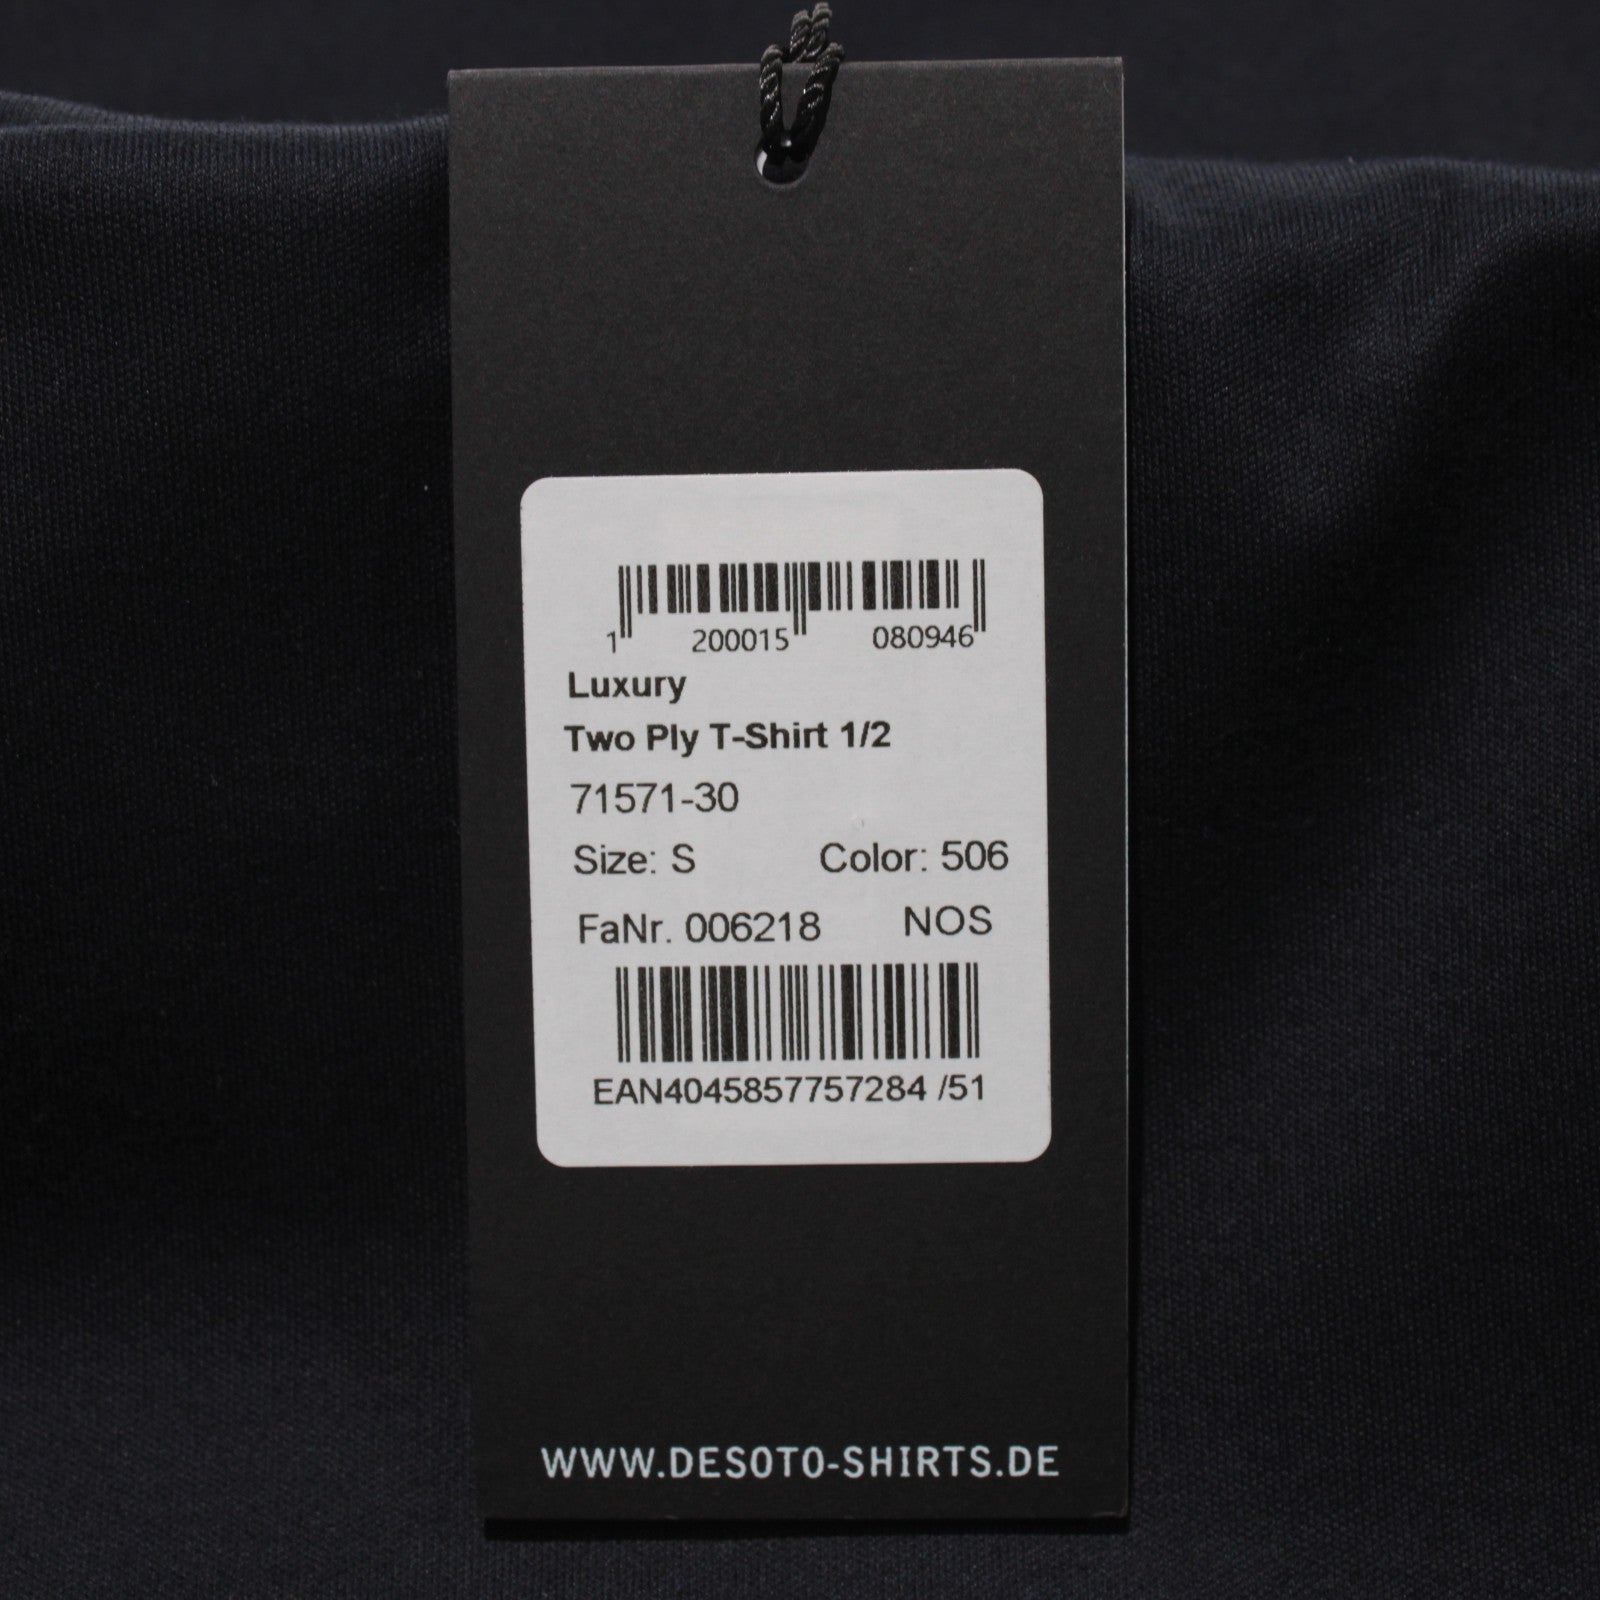 1 200015 080946
Luxury
Two Ply T-Shirt 1/2
71571-30
Size: S Color: 506
FaNr. 006218 NOS
EAN4045857757284 /51
WWW.DESOTO-SHIRTS.DE